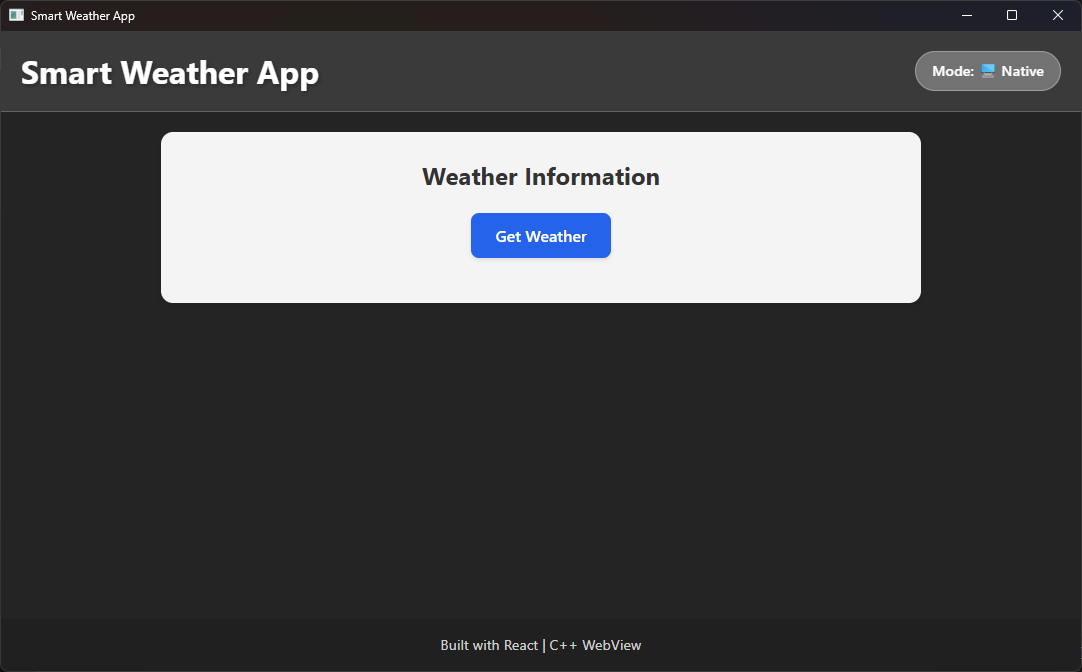 Smart Weather App
Smart Weather App
Mode: 💻 Native
Weather Information
Get Weather
Built with React | C++ WebView